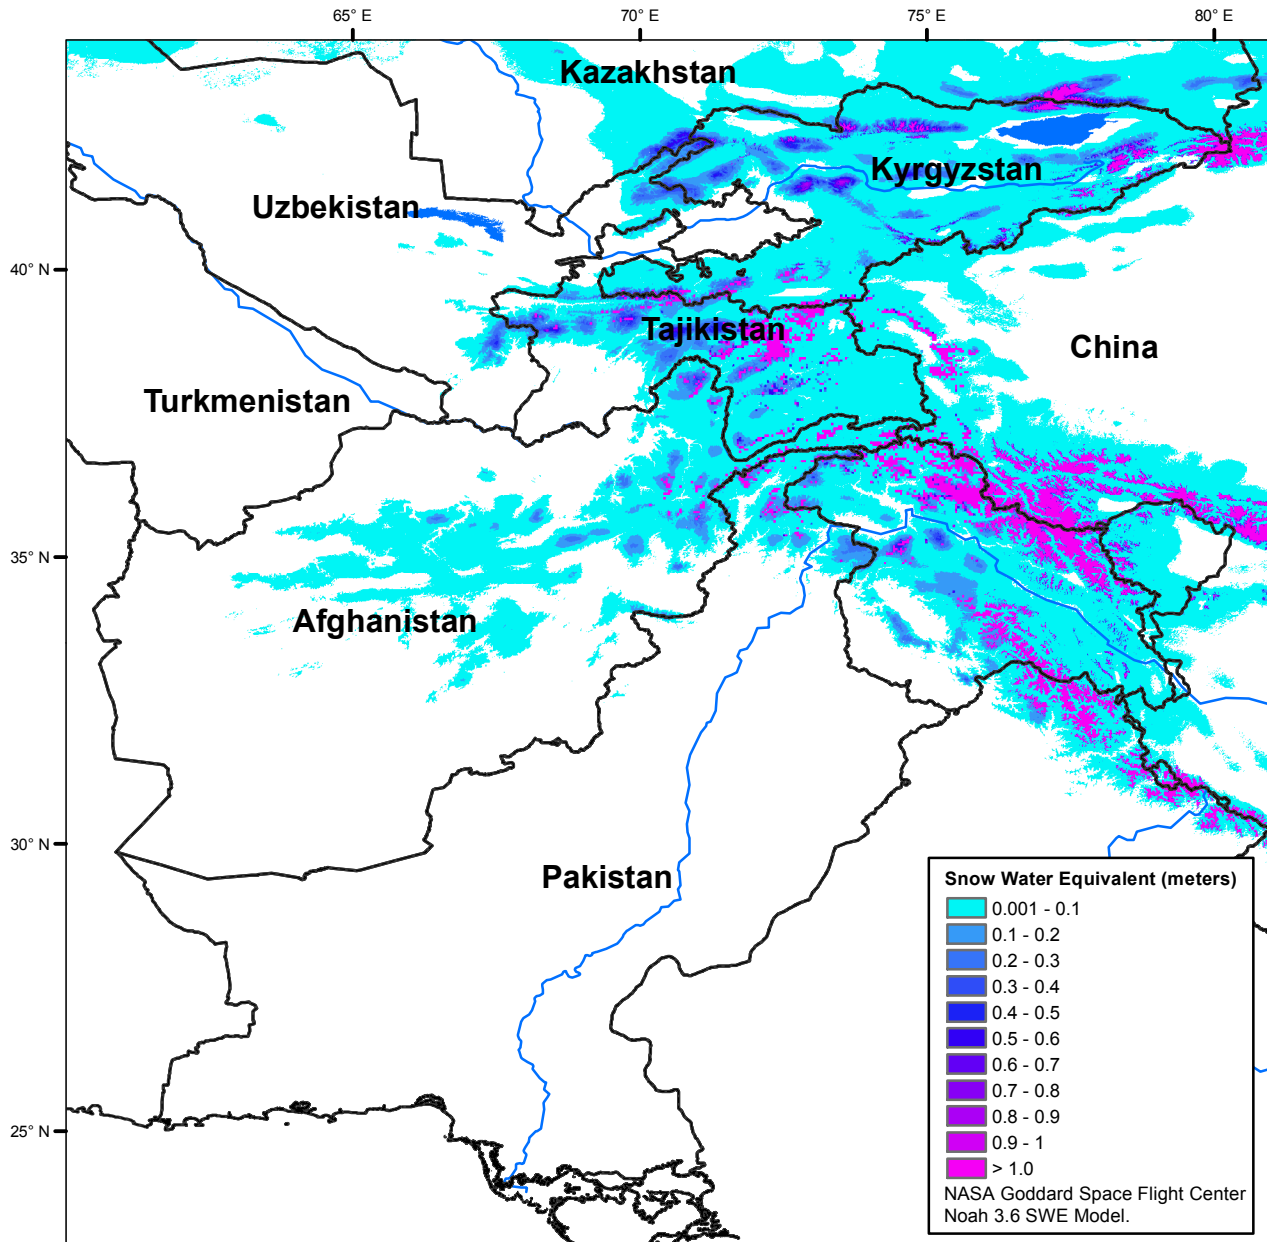 65° E
70° E
75° E
80° E
Kazakhstan
Kyrgyzstan
Uzbekistan
40° N
Tajikistan
China
Turkmenistan
35° N
Afghanistan
30° N
Pakistan
25° N
Snow Water Equivalent (meters)
0.001 - 0.1
0.1 - 0.2
0.2 - 0.3
0.3 - 0.4
0.4 - 0.5
0.5 - 0.6
0.6 - 0.7
0.7 - 0.8
0.8 - 0.9
0.9 - 1
> 1.0
NASA Goddard Space Flight Center
Noah 3.6 SWE Model.